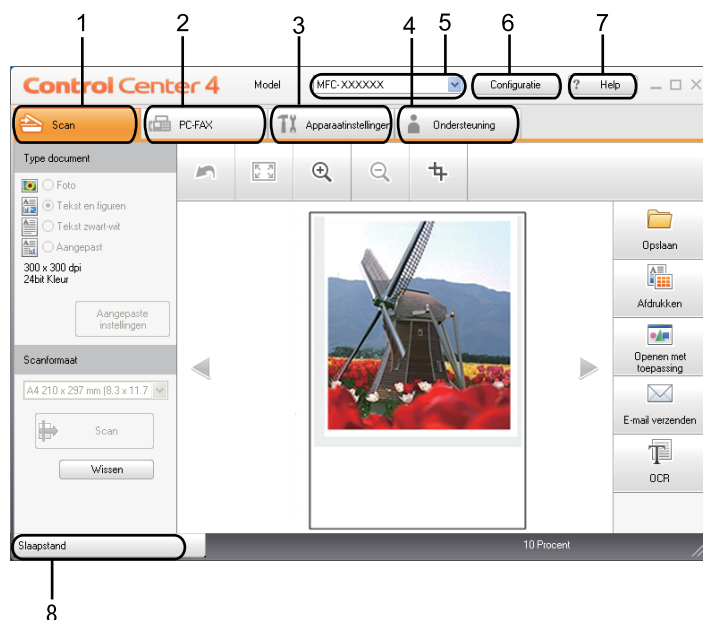 1 2 3 4 5 6 7
Control Center 4 Model MFC-XXXXXX Configuratie ? Help
Scan PC-FAX Apparaatinstellingen Ondersteuning
Type document
Foto
Tekst en figuren
Tekst zwart-wit
Aangepast
300 x 300 dpi
24bit Kleur
Aangepaste
instellingen
Scanformaat
A4 210 x 297 mm (8.3 x 11.7
Scan
Wissen
Opslaan
Afdrukken
Openen met
toepassing
E-mail verzenden
OCR
Slaapstand
10 Procent
8